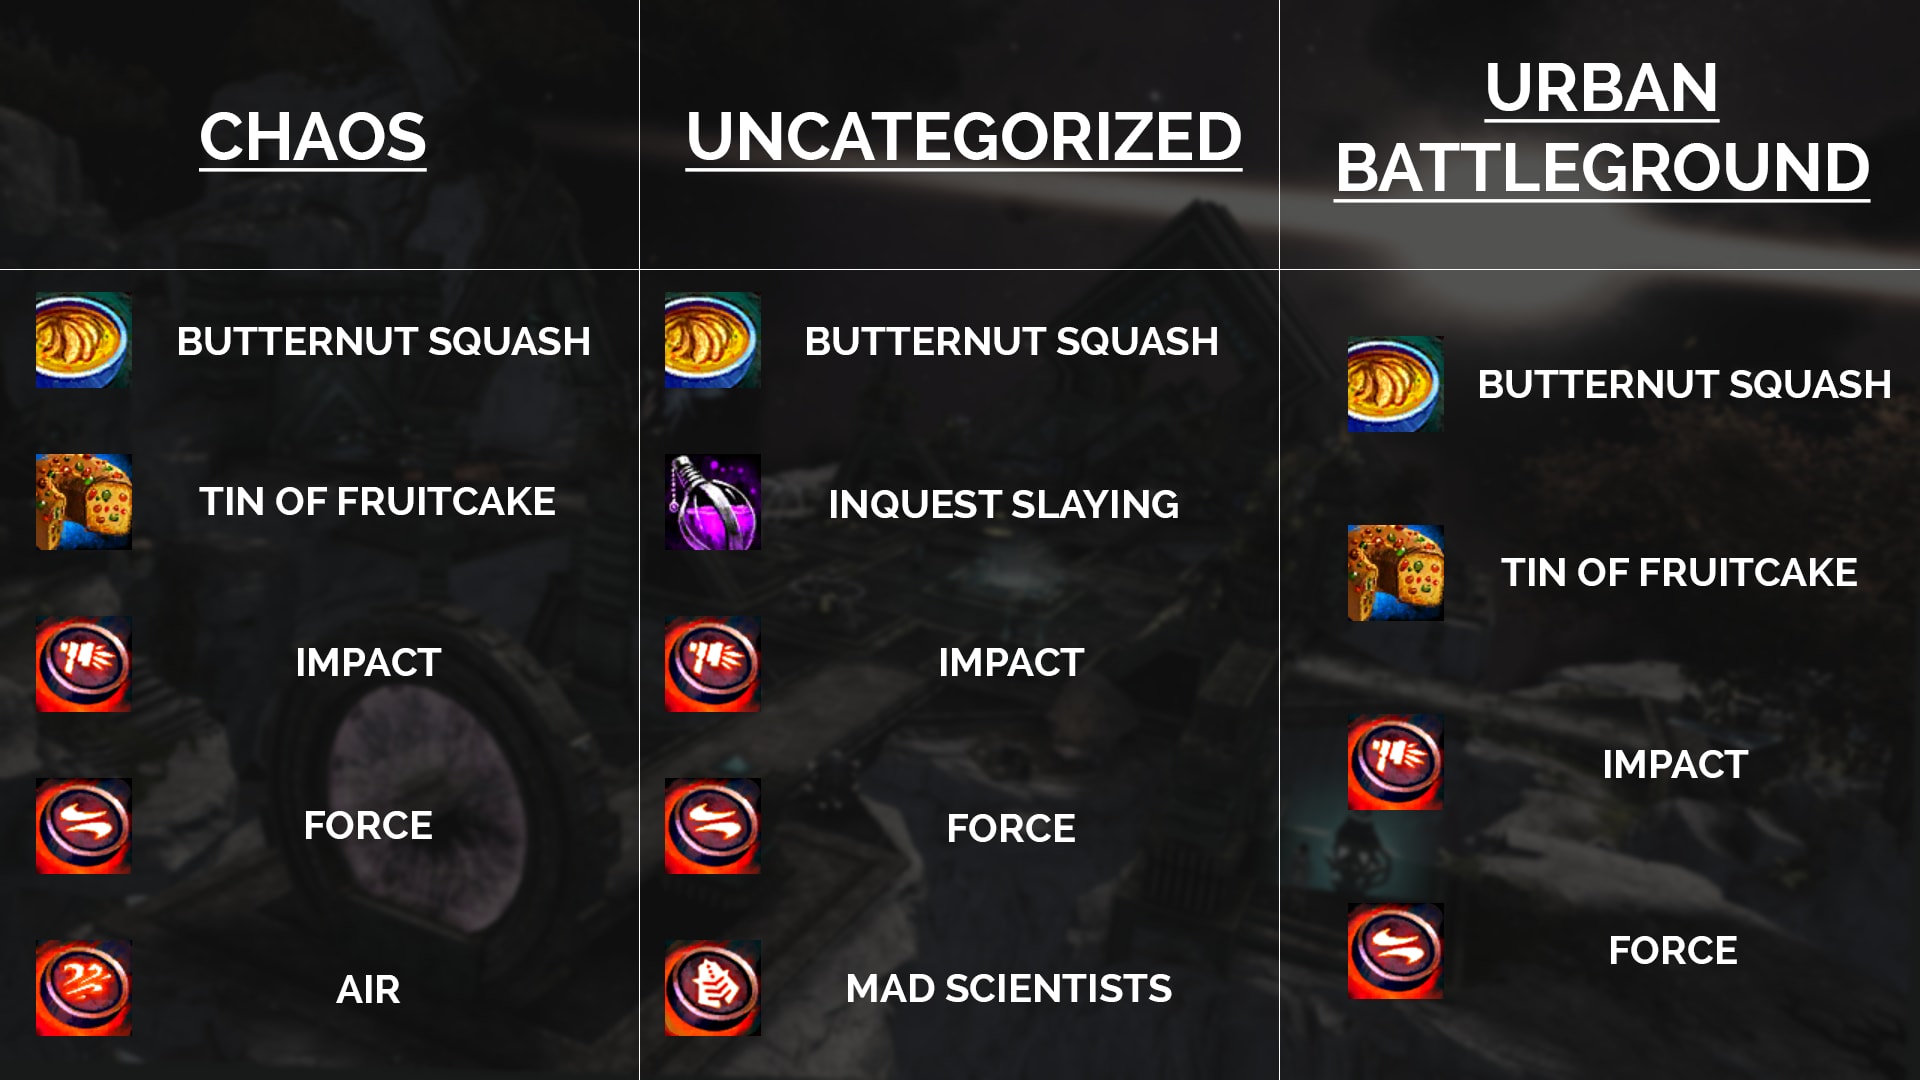 CHAOS
BUTTERNUT SQUASH
TIN OF FRUITCAKE
IMPACT
FORCE
AIR
UNCATEGORIZED
BUTTERNUT SQUASH
INQUEST SLAYING
IMPACT
FORCE
MAD SCIENTISTS
URBAN
BATTLEGROUND
BUTTERNUT SQUASH
TIN OF FRUITCAKE
IMPACT
FORCE